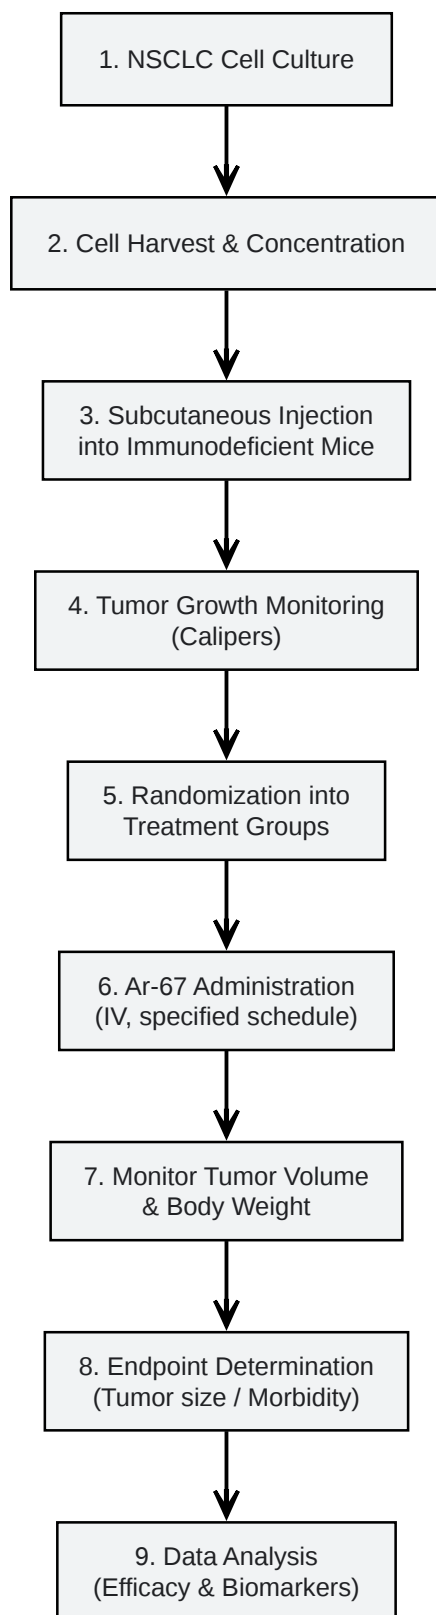 1. NSCLC Cell Culture
2. Cell Harvest & Concentration
3. Subcutaneous Injection
into Immunodeficient Mice
4. Tumor Growth Monitoring
(Calipers)
5. Randomization into
Treatment Groups
6. Ar-67 Administration
(IV, specified schedule)
7. Monitor Tumor Volume
& Body Weight
8. Endpoint Determination
(Tumor size / Morbidity)
9. Data Analysis
(Efficacy & Biomarkers)